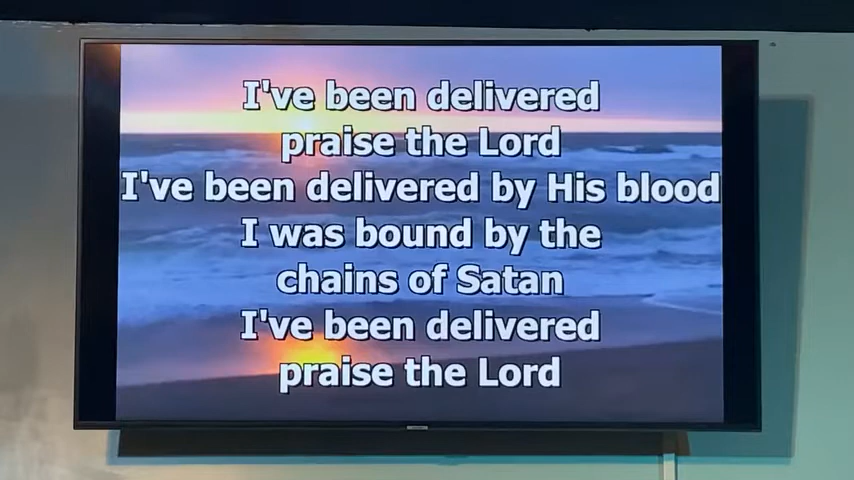 I've been delivered
praise the Lord
I've been delivered by His blood
I was bound by the
chains of Satan
I've been delivered
praise the Lord